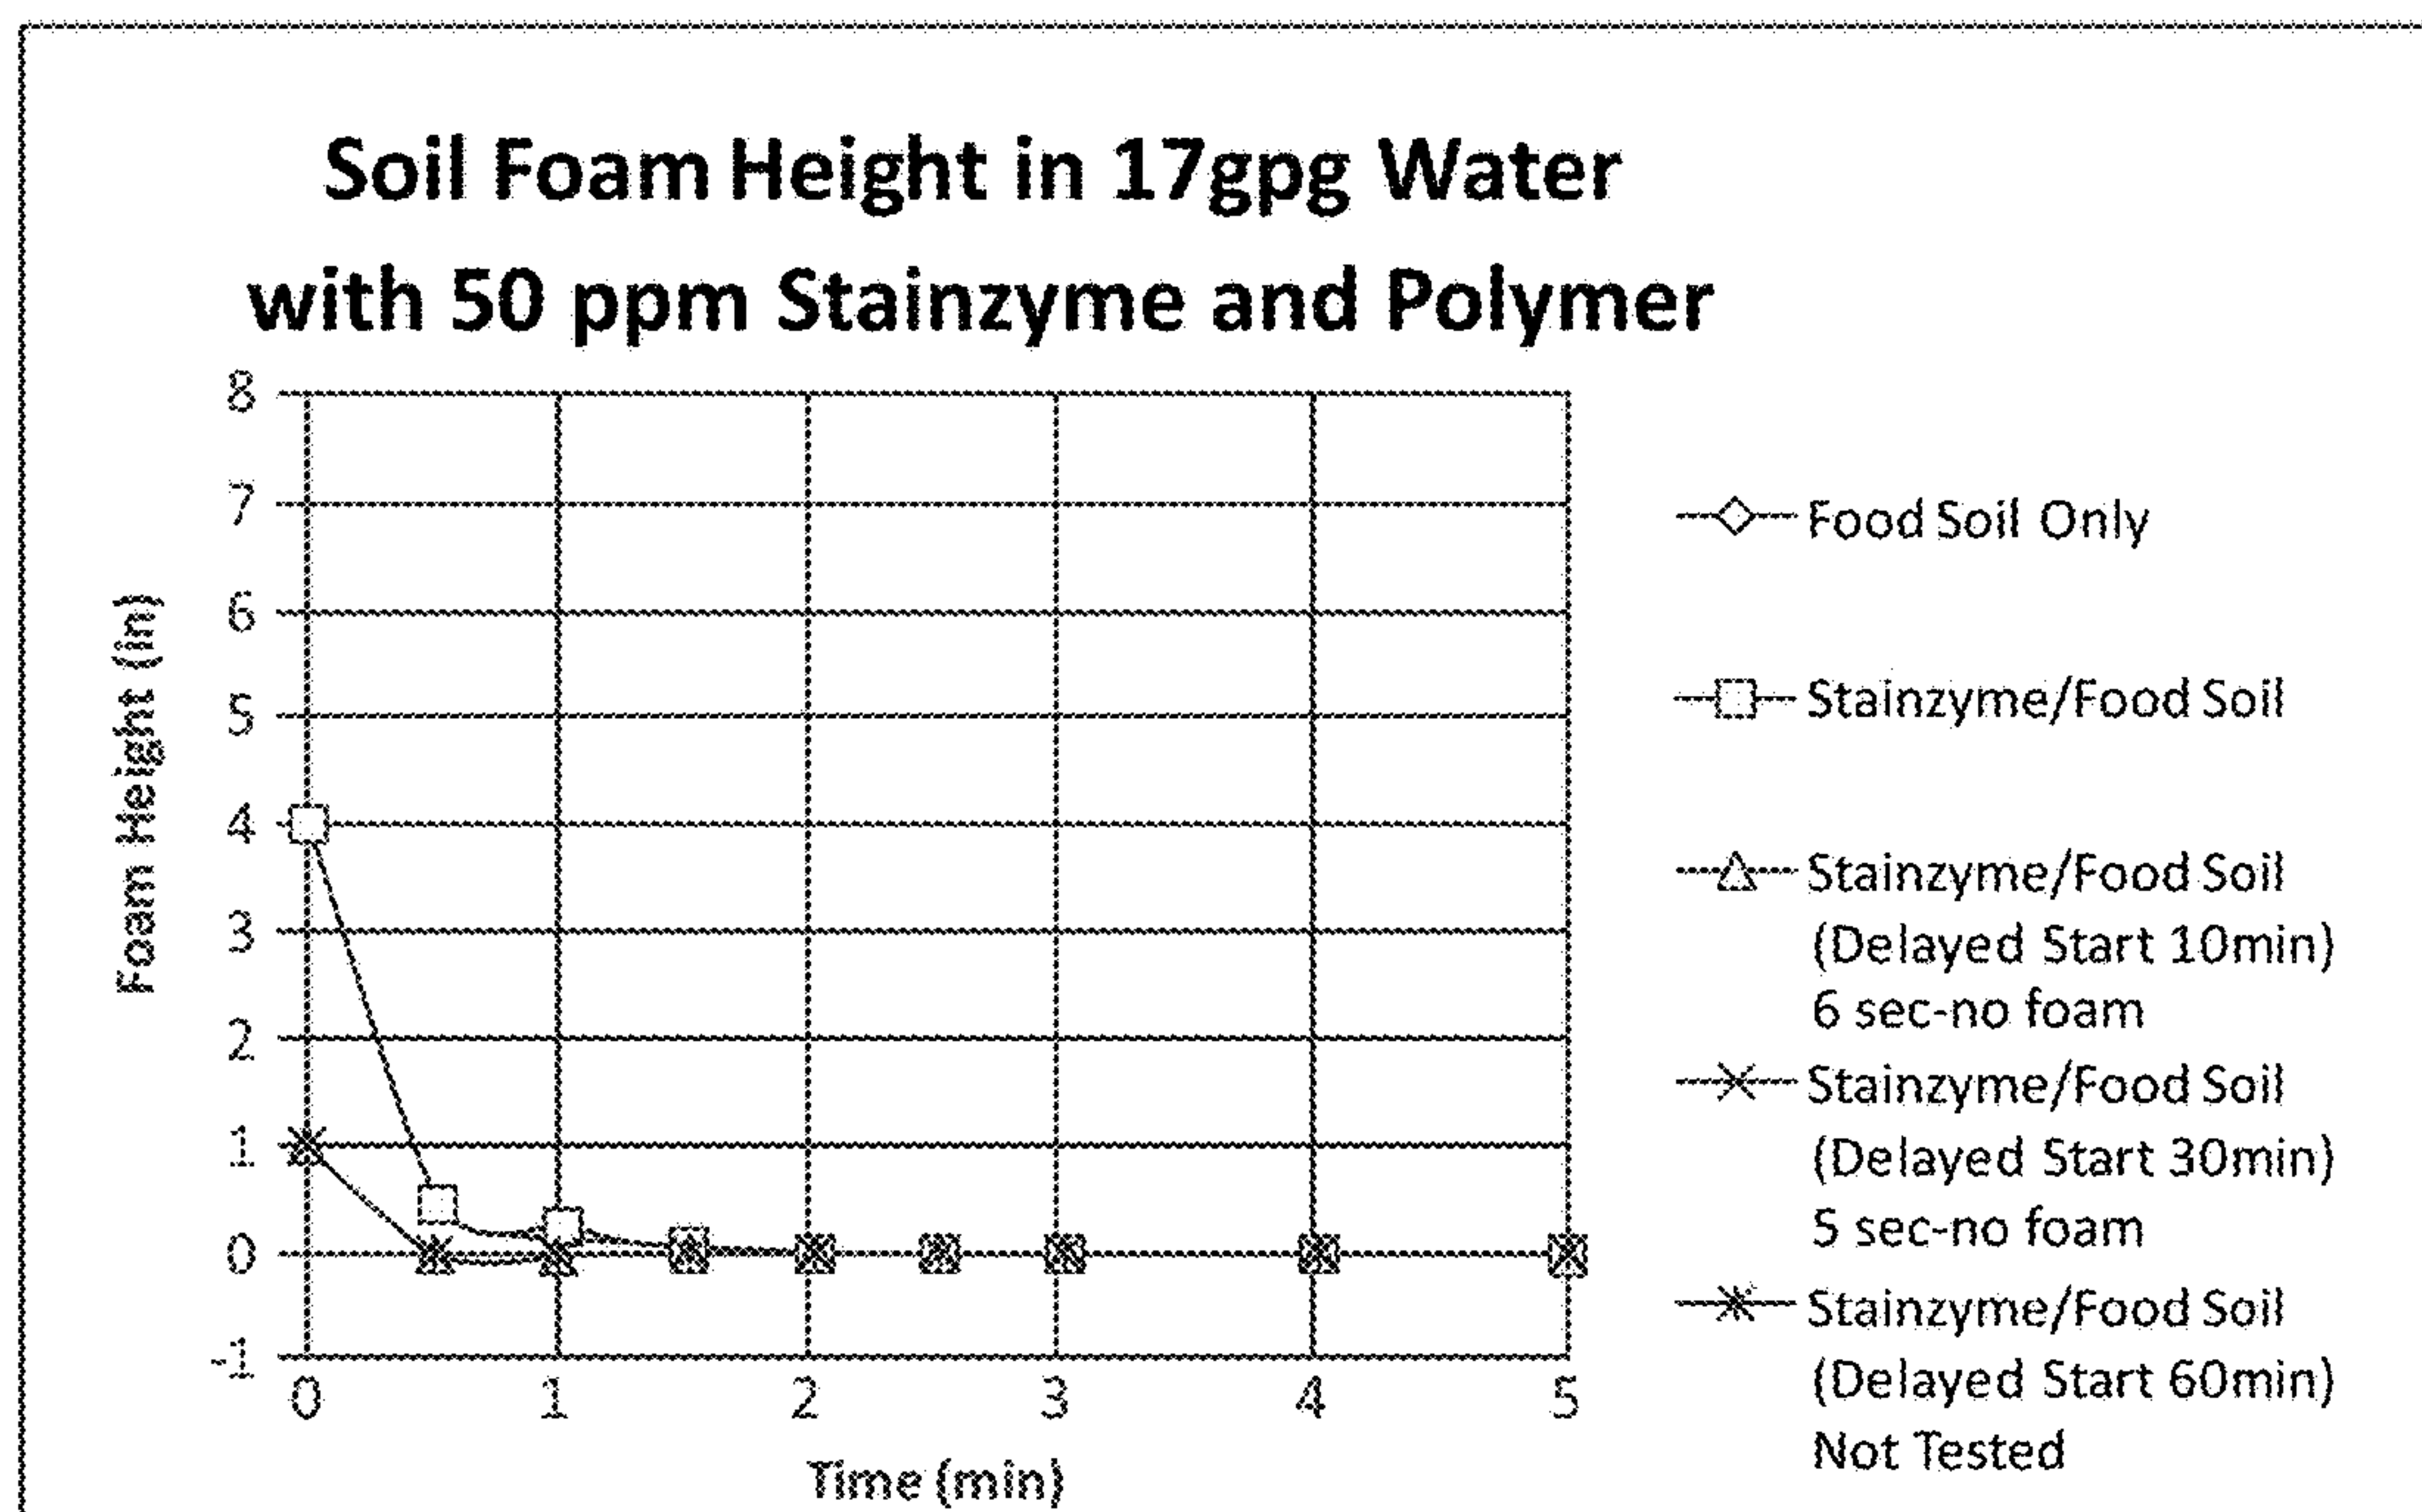 Soil Foam Height in 17gpg Water
with 50 ppm Stainzyme and Polymer
8
7
6
5
4
3
2
1
0
-1
Foam Height (in)
0 1 2 3 4 5
Time (min)
Food Soil Only
Stainzyme/Food Soil
Stainzyme/Food Soil
(Delayed Start 10min)
6 sec-no foam
Stainzyme/Food Soil
(Delayed Start 30min)
5 sec-no foam
Stainzyme/Food Soil
(Delayed Start 60min)
Not Tested